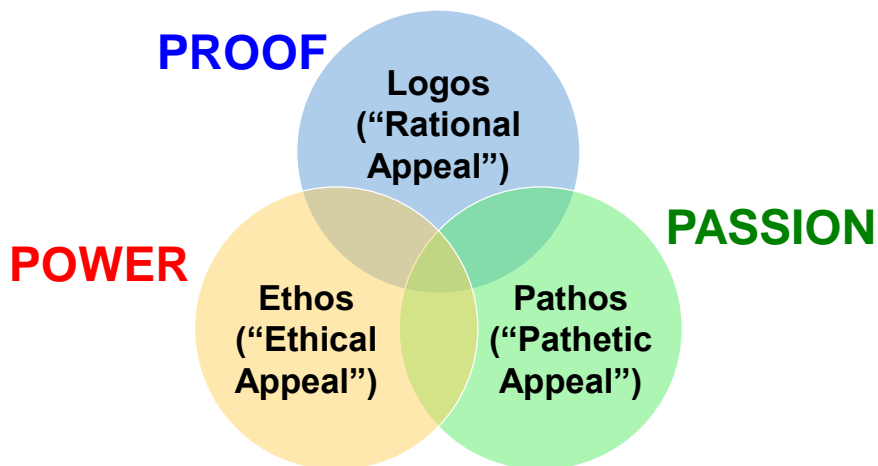 PROOF
Logos
(“Rational
Appeal”)
PASSION
POWER
Ethos
(“Ethical
Appeal”)
Pathos
(“Pathetic
Appeal”)